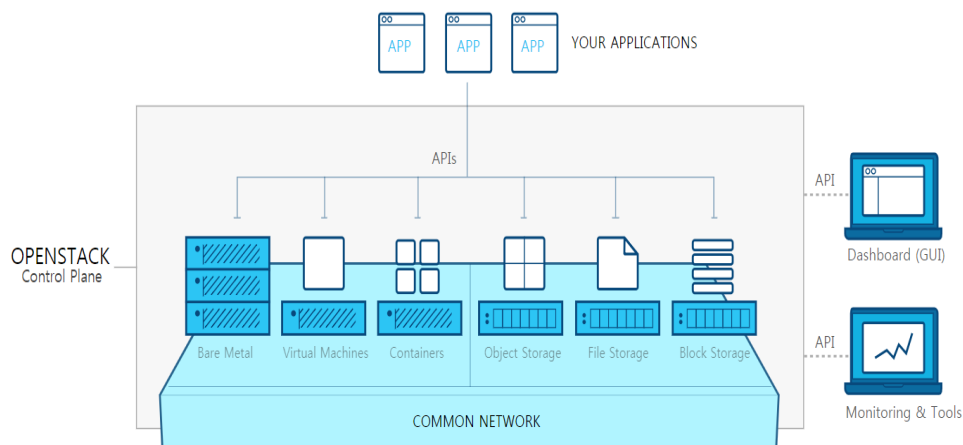 APP APP APP YOUR APPLICATIONS
APIs
API
OPENSTACK
Control Plane
Dashboard (GUI)
API
Bare Metal Virtual Machines Containers Object Storage File Storage Block Storage
Monitoring & Tools
COMMON NETWORK